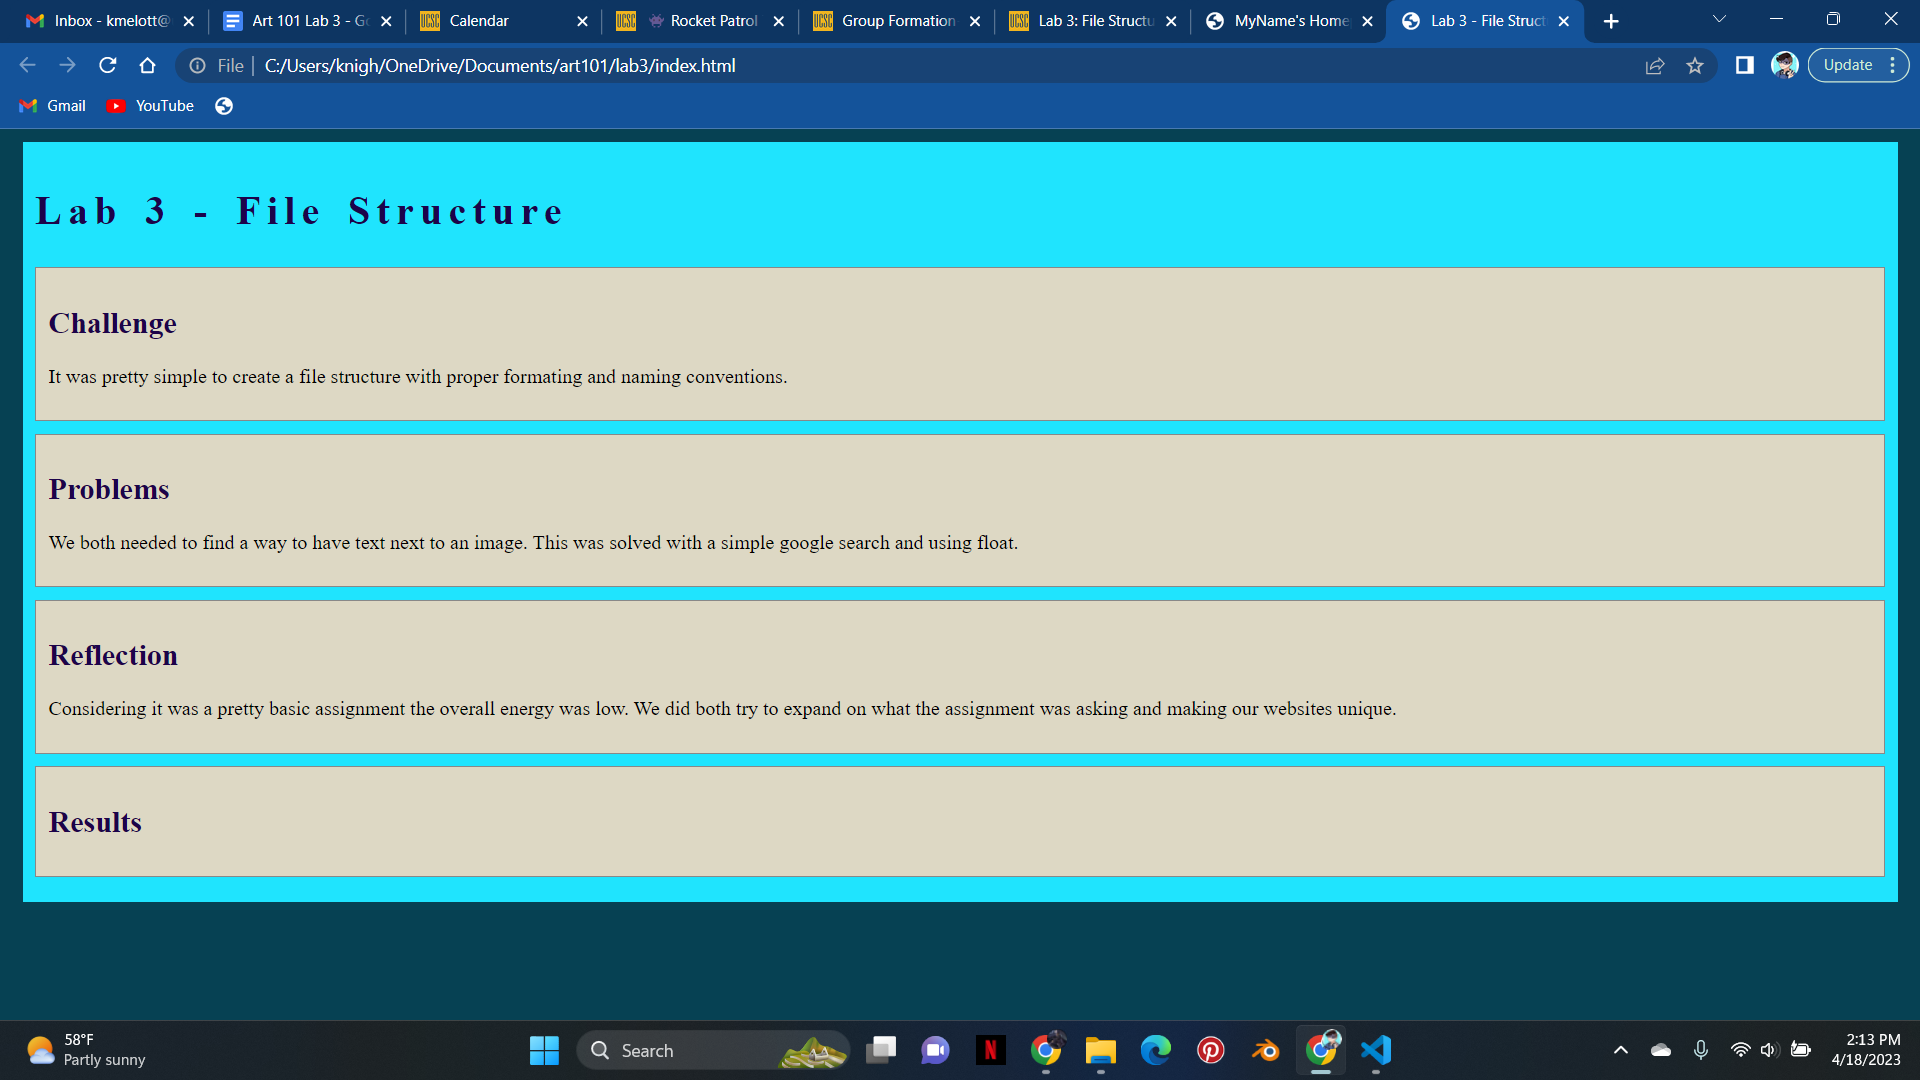 Inbox - kmelott@
Art 101 Lab 3 - Go
UCSC Calendar
UCSC Rocket Patrol
UCSC Group Formation
UCSC Lab 3: File Structu
MyName's Home
Lab 3 - File Struct
File C:/Users/knigh/OneDrive/Documents/art101/lab3/index.html
Update
Gmail YouTube
Lab 3 - File Structure
Challenge
It was pretty simple to create a file structure with proper formating and naming conventions.
Problems
We both needed to find a way to have text next to an image. This was solved with a simple google search and using float.
Reflection
Considering it was a pretty basic assignment the overall energy was low. We did both try to expand on what the assignment was asking and making our websites unique.
Results
58°F
Partly sunny
Search
N
2:13 PM
4/18/2023